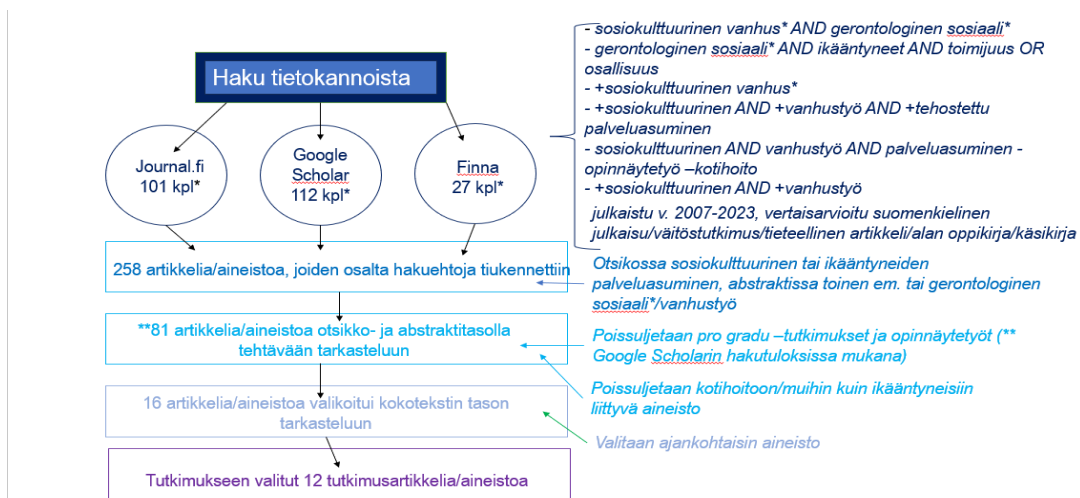 Haku tietokannoista
Journal.fi
101 kpl*
Google
Scholar
112 kpl*
Finna
27 kpl*
- sosiokulttuurinen vanhus* AND gerontologinen sosiaali*
- gerontologinen sosiaali* AND ikääntyneet AND toimijuus OR
osallisuus
- +sosiokulttuurinen vanhus*
- +sosiokulttuurinen AND +vanhustyö AND +tehostettu
palveluasuminen
- sosiokulttuurinen AND vanhustyö AND palveluasuminen -
opinnäytetyö –kotihoito
- +sosiokulttuurinen AND +vanhustyö
julkaistu v. 2007-2023, vertaisarvioitu suomenkielinen
julkaisu/väitöstutkimus/tieteellinen artikkeli/alan oppikirja/käsikirja
258 artikkelia/aineistoa, joiden osalta hakuehtoja tiukennettiin
Otsikossa sosiokulttuurinen tai ikääntyneiden
palveluasuminen, abstraktissa toinen em. tai gerontologinen
sosiaali*/vanhustyö
**81 artikkelia/aineistoa otsikko- ja abstraktitasolla
tehtävään tarkasteluun
Poissuljetaan pro gradu –tutkimukset ja opinnäytetyöt (**
Google Scholarin hakutuloksissa mukana)
Poissuljetaan kotihoitoon/muihin kuin ikääntyneisiin
liittyvä aineisto
16 artikkelia/aineistoa valikoitui kokotekstin tason
tarkasteluun
Valitaan ajankohtaisin aineisto
Tutkimukseen valitut 12 tutkimusartikkelia/aineistoa